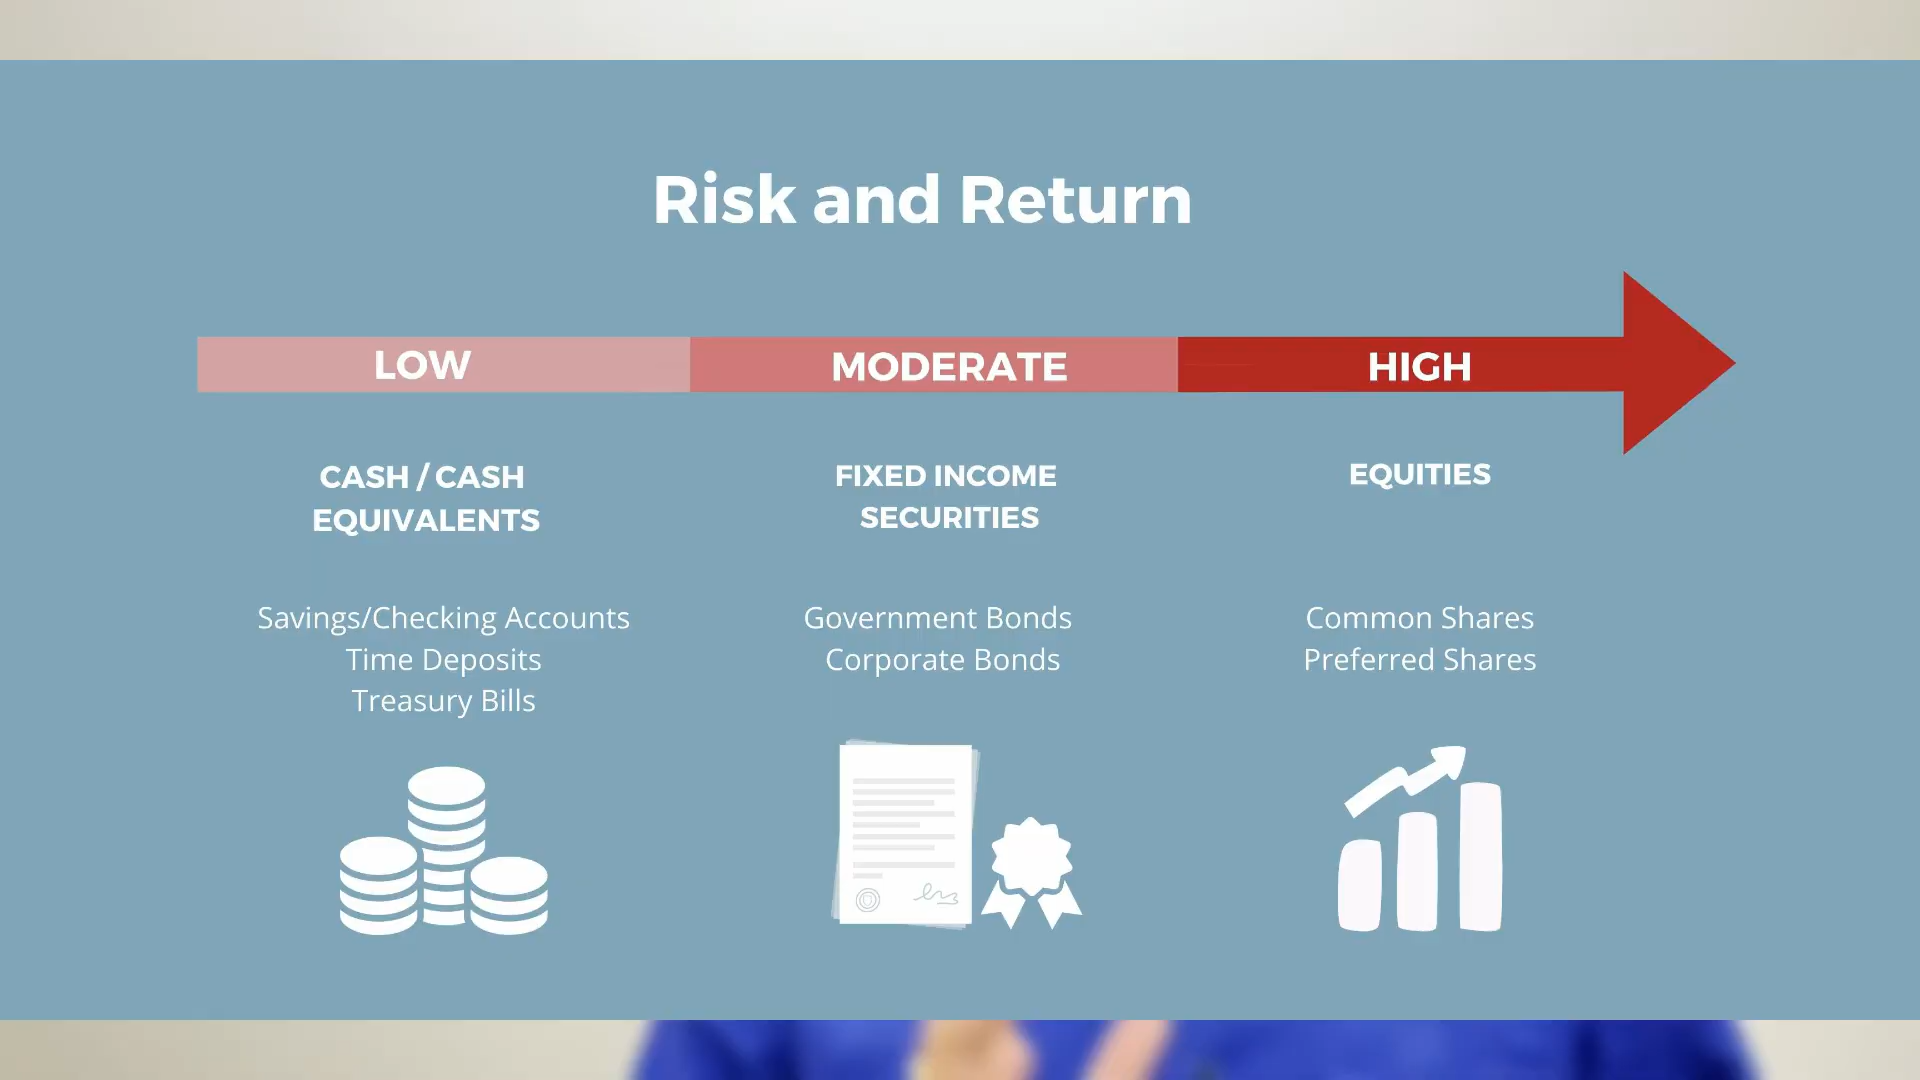 Risk and Return
LOW
MODERATE
HIGH
CASH / CASH
EQUIVALENTS
Savings/Checking Accounts
Time Deposits
Treasury Bills
FIXED INCOME
SECURITIES
Government Bonds
Corporate Bonds
EQUITIES
Common Shares
Preferred Shares